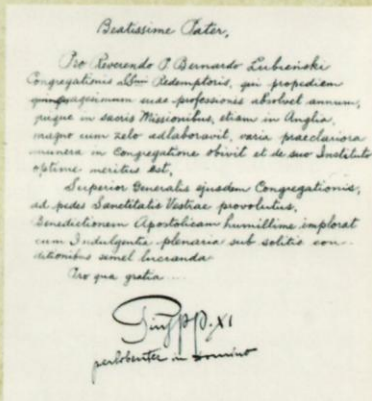 Beatissime Pater,
Pro Reverendo P. Bernardo Łubieński
Congregationis SSmi Redemptoris, qui propediem
quinquagesimum suae professionis absolvet annum,
pluque in sacris Missionibus, etiam in Anglia,
magno cum zelo adlaboravit, varia praeclariora
munera in Congregatione obivit et de suo Instituto
optime meritus est,
Superior Generalis ejusdem Congregationis,
ad pedes Sanctitatis Vestrae provolutus,
Benedictionem Apostolicam humillime implorat
cum Indulgentia plenaria sub solitis con-
ditionibus semel lucranda
Pro qua gratia ...
Pius pp. XI
perlibenter in Domino